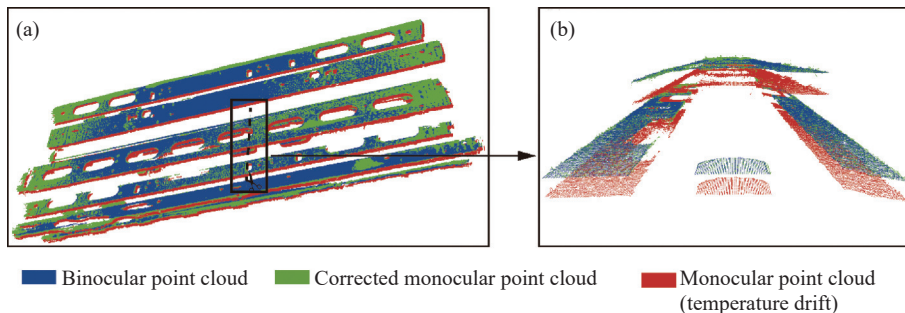 (a)
(b)
Binocular point cloud
Corrected monocular point cloud
Monocular point cloud
(temperature drift)